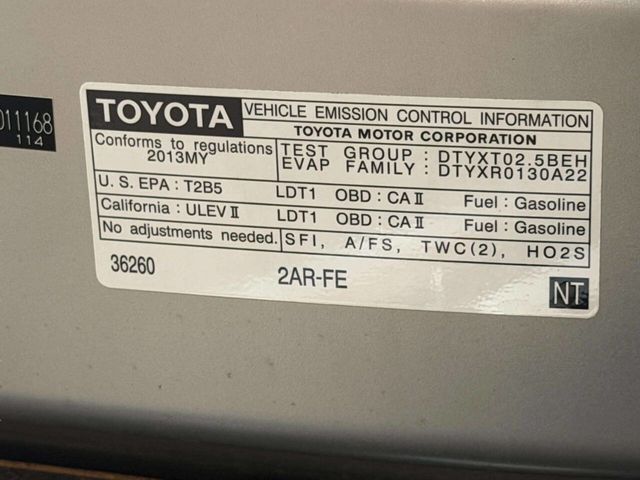 011168
114
TOYOTA VEHICLE EMISSION CONTROL INFORMATION
TOYOTA MOTOR CORPORATION
Conforms to regulations
2013MY
TEST GROUP : DTYXT02.5BEH
EVAP FAMILY : DTYXR0130A22
U. S. EPA : T2B5 LDT1 OBD : CA II Fuel : Gasoline
California : ULEV II LDT1 OBD : CA II Fuel : Gasoline
No adjustments needed. SFI, A/FS, TWC(2), HO2S
36260 2AR-FE NT